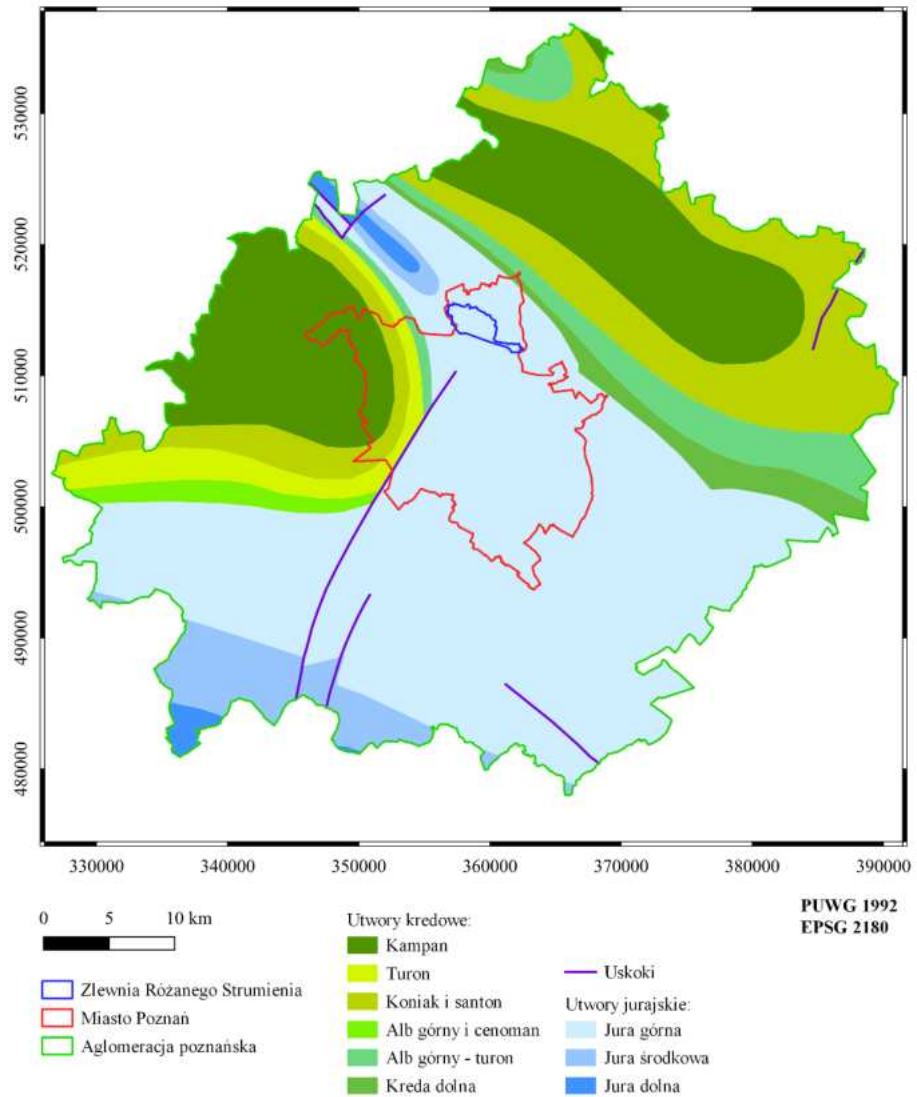 530000
520000
510000
500000
490000
480000
330000 340000 350000 360000 370000 380000 390000
PUWG 1992
EPSG 2180
0 5 10 km
Zlewnia Różanego Strumienia
Miasto Poznań
Aglomeracja poznańska
Utwory kredowe:
Kampan
Turon
Koniak i santon
Alb górny i cenoman
Alb górny - turon
Kreda dolna
Uskoki
Utwory jurajskie:
Jura górna
Jura środkowa
Jura dolna